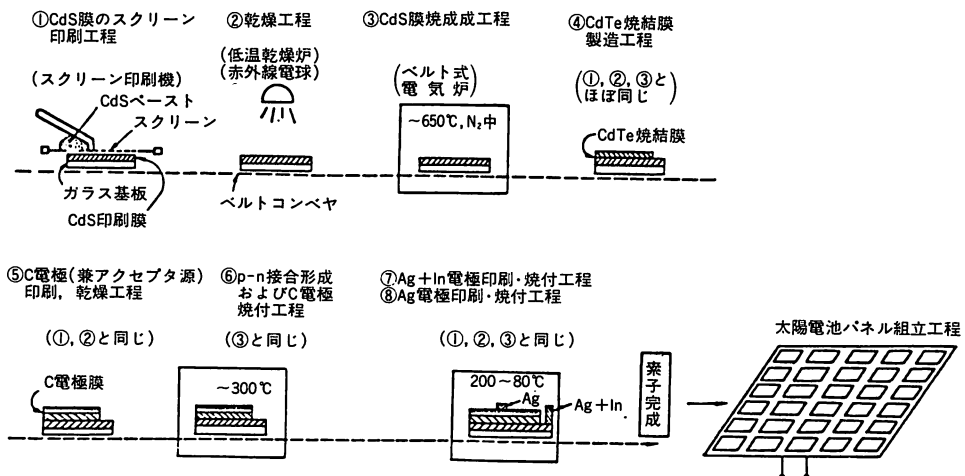 ①CdS膜のスクリーン
印刷工程
(スクリーン印刷機)
CdSペースト
スクリーン
ガラス基板
CdS印刷膜
②乾燥工程
(低温乾燥炉)
(赤外線電球)
ベルトコンベヤ
③CdS膜焼成成工程
(ベルト式
電気炉)
~650℃,N₂中
④CdTe焼結膜
製造工程
(①,②,③と
ほぼ同じ)
CdTe焼結膜
⑤C電極(兼アクセプタ源)
印刷,乾燥工程
(①,②と同じ)
C電極膜
⑥p-n接合形成
およびC電極
焼付工程
(③と同じ)
~300℃
⑦Ag+In電極印刷・焼付工程
⑧Ag電極印刷・焼付工程
(①,②,③と同じ)
200~80℃
Ag
Ag+In
素子完成
太陽電池パネル組立工程